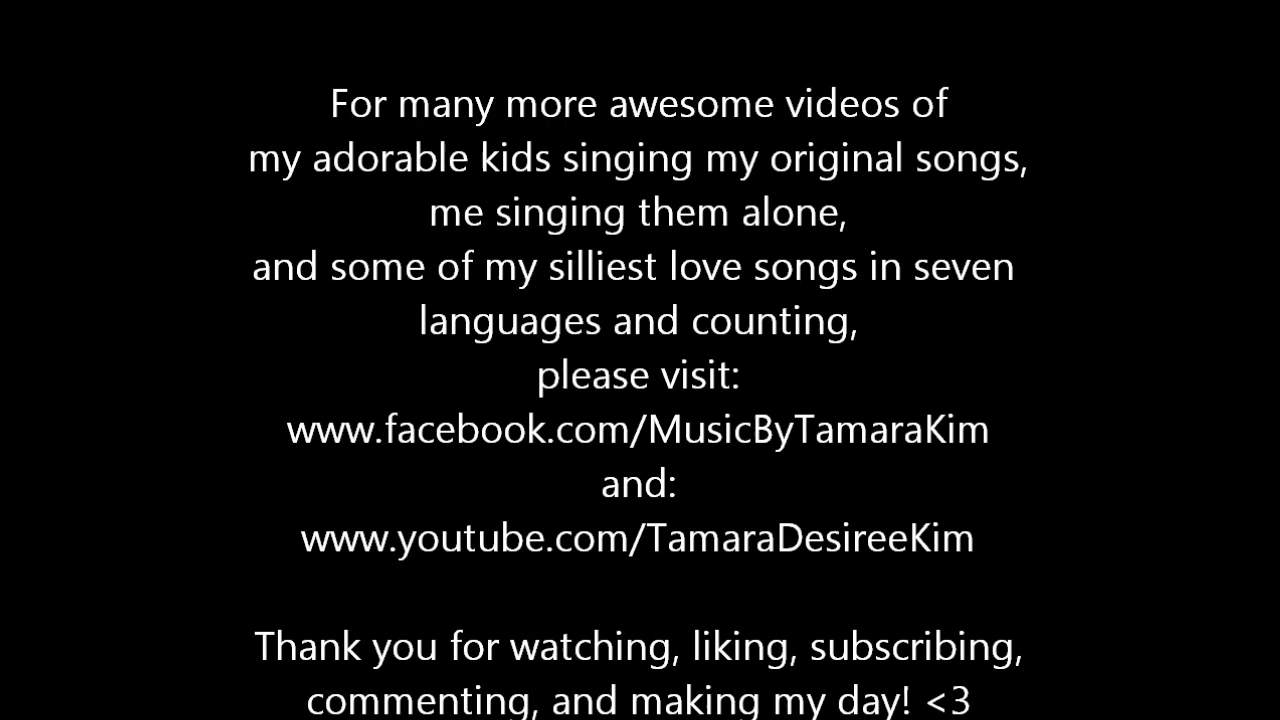 For many more awesome videos of
my adorable kids singing my original songs,
me singing them alone,
and some of my silliest love songs in seven
languages and counting,
please visit:
www.facebook.com/MusicByTamaraKim
and:
www.youtube.com/TamaraDesireeKim
Thank you for watching, liking, subscribing,
commenting, and making my day! <3